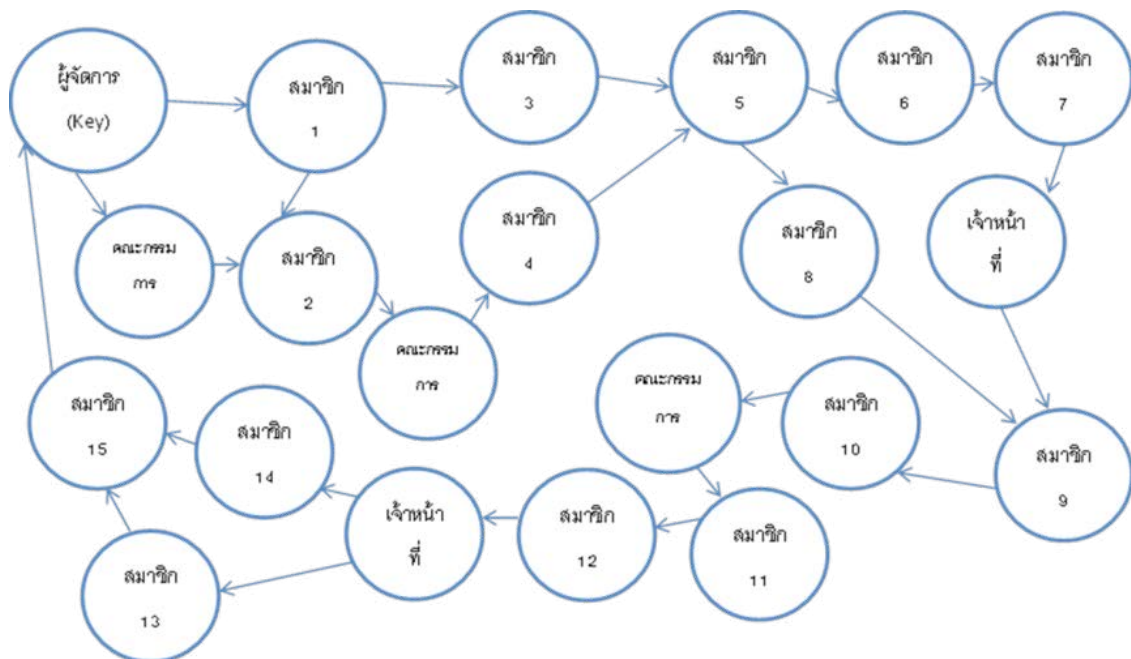 ผู้จัดการ
(Key)
สมาชิก
1
สมาชิก
3
สมาชิก
5
สมาชิก
6
สมาชิก
7
คณะกรรม
การ
สมาชิก
2
สมาชิก
4
สมาชิก
8
เจ้าหน้า
ที่
คณะกรรม
การ
คณะกรรม
การ
สมาชิก
10
สมาชิก
9
สมาชิก
15
สมาชิก
14
เจ้าหน้า
ที่
สมาชิก
12
สมาชิก
11
สมาชิก
13